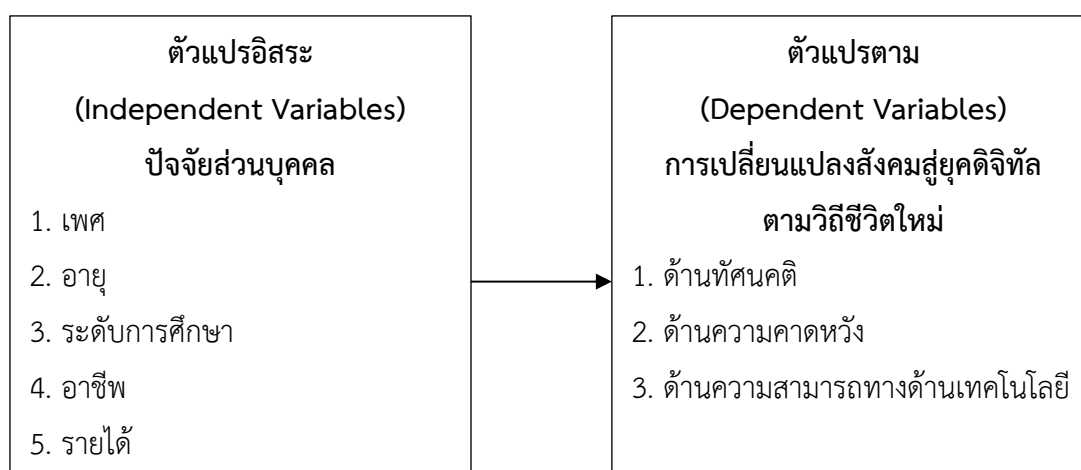 ตัวแปรอิสระ
(Independent Variables)
ปัจจัยส่วนบุคคล
1. เพศ
2. อายุ
3. ระดับการศึกษา
4. อาชีพ
5. รายได้
ตัวแปรตาม
(Dependent Variables)
การเปลี่ยนแปลงสังคมสู่ยุคดิจิทัล
ตามวิถีชีวิตใหม่
1. ด้านทัศนคติ
2. ด้านความคาดหวัง
3. ด้านความสามารถทางด้านเทคโนโลยี